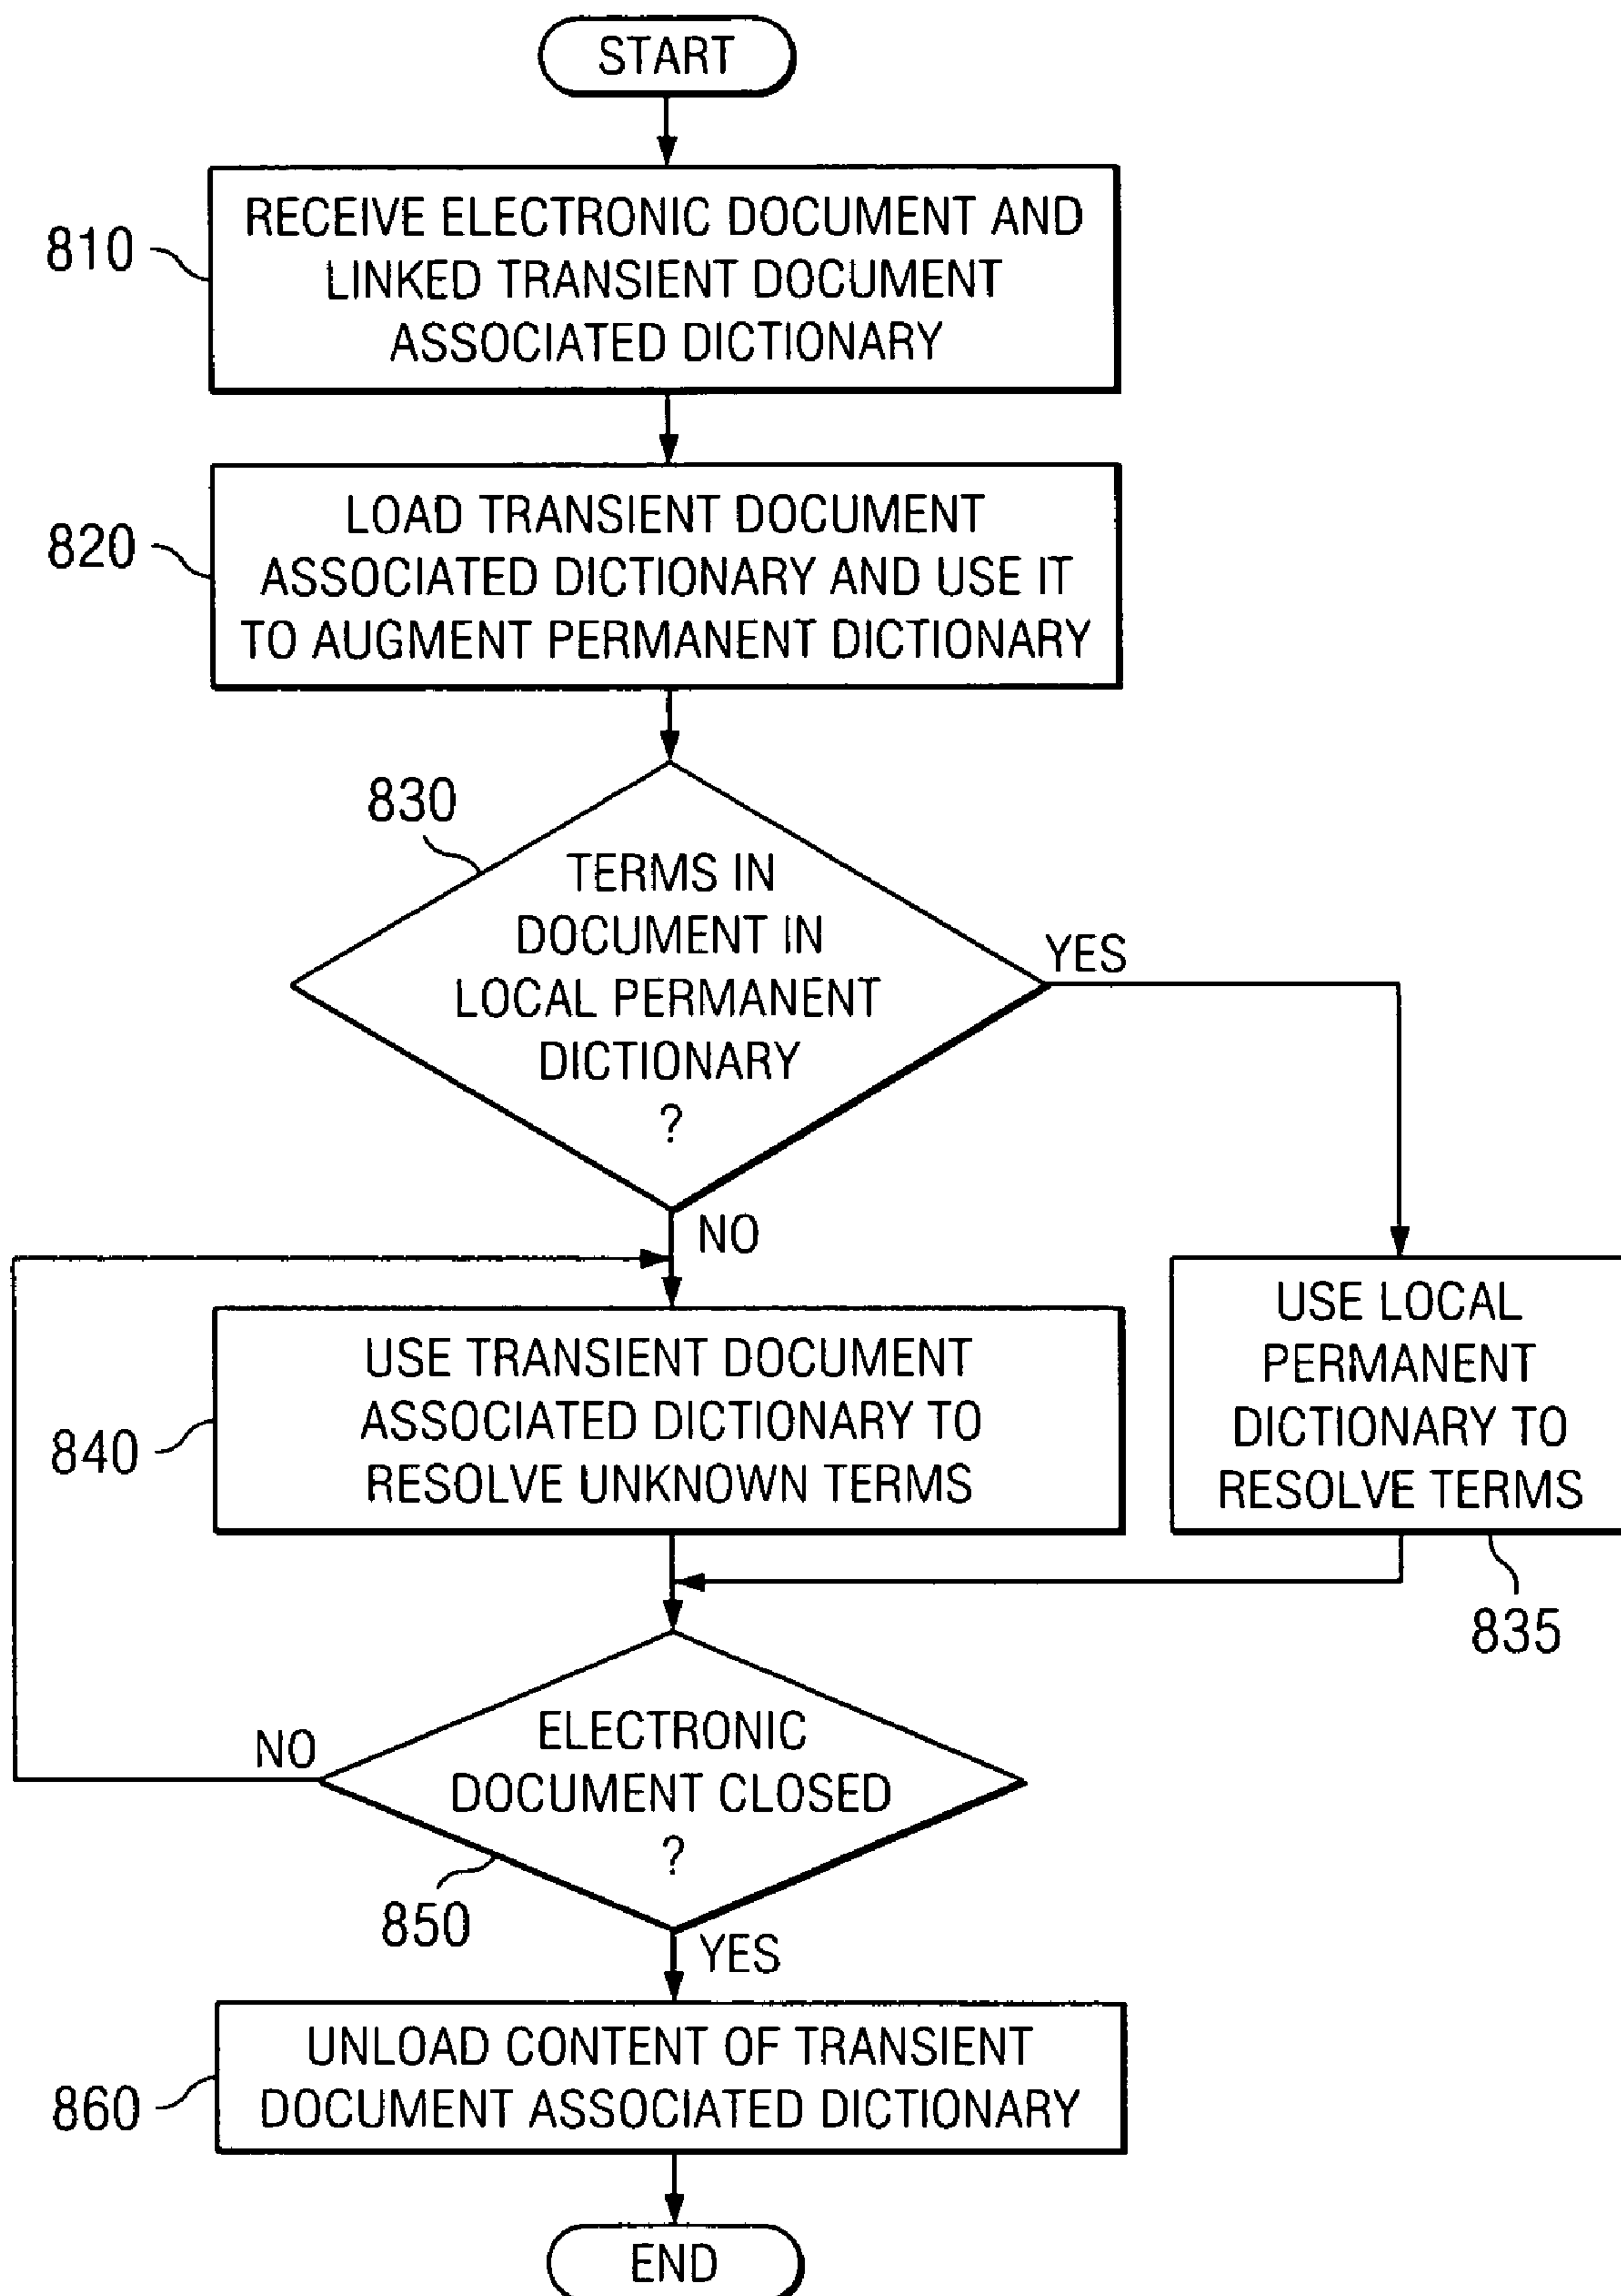 START
810
RECEIVE ELECTRONIC DOCUMENT AND
LINKED TRANSIENT DOCUMENT
ASSOCIATED DICTIONARY
820
LOAD TRANSIENT DOCUMENT
ASSOCIATED DICTIONARY AND USE IT
TO AUGMENT PERMANENT DICTIONARY
830
TERMS IN
DOCUMENT IN
LOCAL PERMANENT
DICTIONARY
?
YES
NO
840
USE TRANSIENT DOCUMENT
ASSOCIATED DICTIONARY TO
RESOLVE UNKNOWN TERMS
USE LOCAL
PERMANENT
DICTIONARY TO
RESOLVE TERMS
835
NO
ELECTRONIC
DOCUMENT CLOSED
?
850
YES
860
UNLOAD CONTENT OF TRANSIENT
DOCUMENT ASSOCIATED DICTIONARY
END